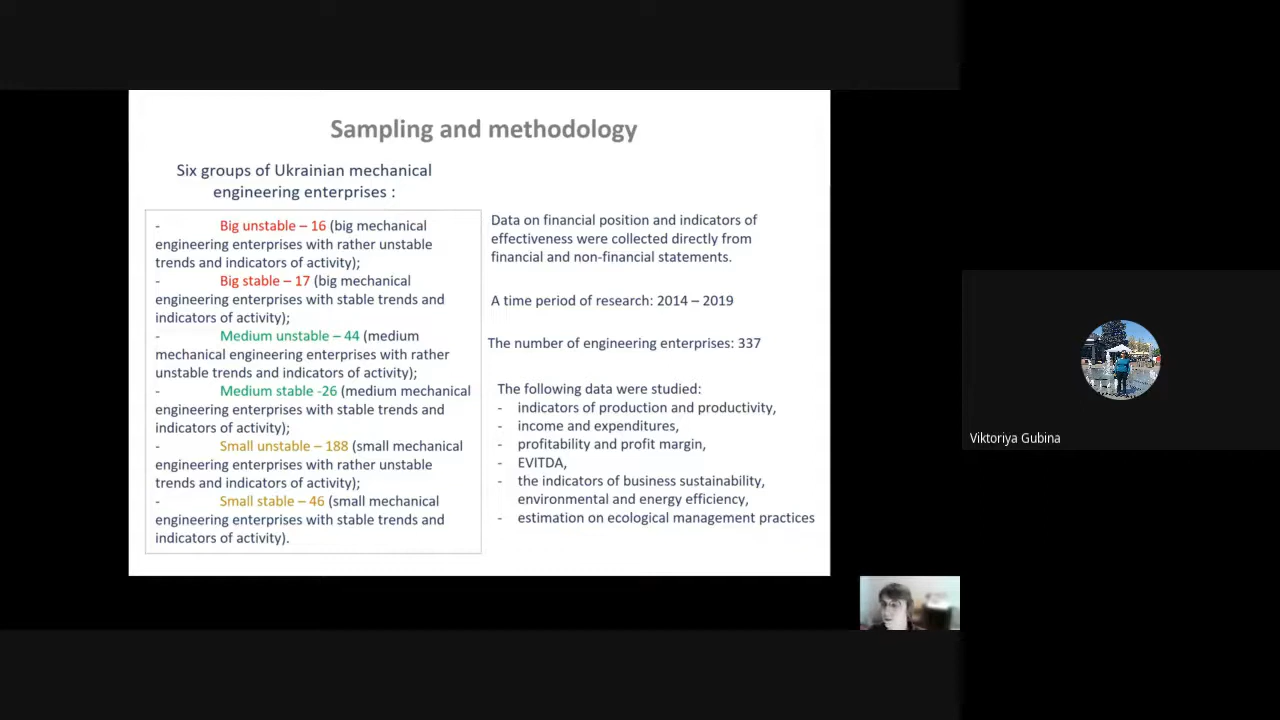 Sampling and methodology
Six groups of Ukrainian mechanical
engineering enterprises :
- Big unstable – 16 (big mechanical
engineering enterprises with rather unstable
trends and indicators of activity);
- Big stable – 17 (big mechanical
engineering enterprises with stable trends and
indicators of activity);
- Medium unstable – 44 (medium
mechanical engineering enterprises with rather
unstable trends and indicators of activity);
- Medium stable -26 (medium mechanical
engineering enterprises with stable trends and
indicators of activity);
- Small unstable – 188 (small mechanical
engineering enterprises with rather unstable
trends and indicators of activity);
- Small stable – 46 (small mechanical
engineering enterprises with stable trends and
indicators of activity).
Data on financial position and indicators of
effectiveness were collected directly from
financial and non-financial statements.
A time period of research: 2014 – 2019
The number of engineering enterprises: 337
The following data were studied:
- indicators of production and productivity,
- income and expenditures,
- profitability and profit margin,
- EVITDA,
- the indicators of business sustainability,
environmental and energy efficiency,
- estimation on ecological management practices
Viktoriya Gubina